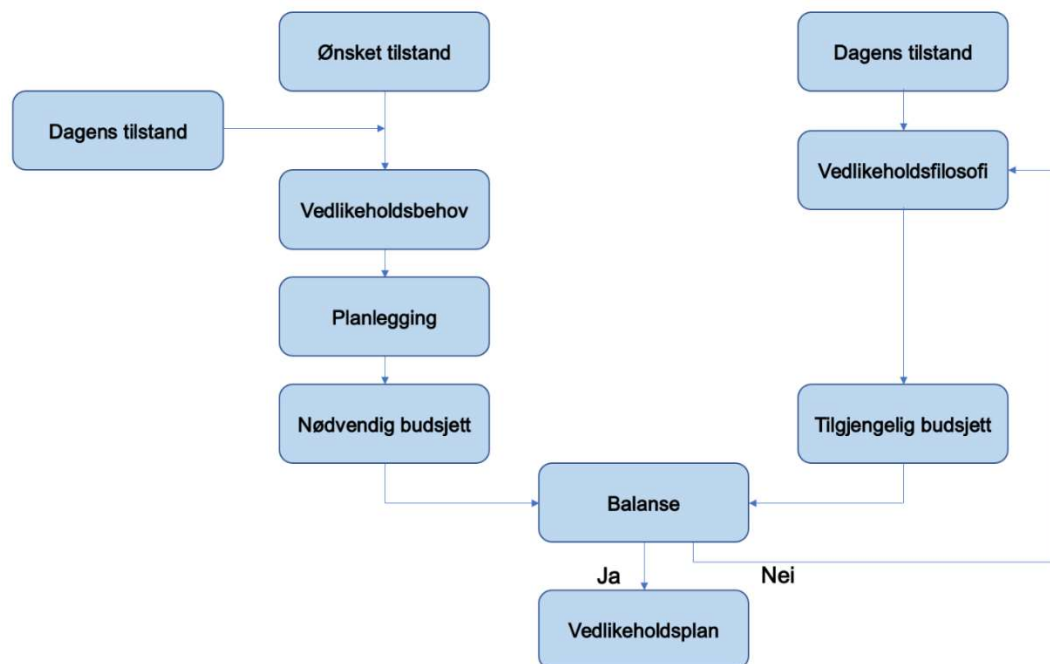 Ønsket tilstand
Dagens tilstand
Dagens tilstand
Vedlikeholdsfilosofi
Vedlikeholdsbehov
Planlegging
Nødvendig budsjett
Tilgjengelig budsjett
Balanse
Ja
Nei
Vedlikeholdsplan